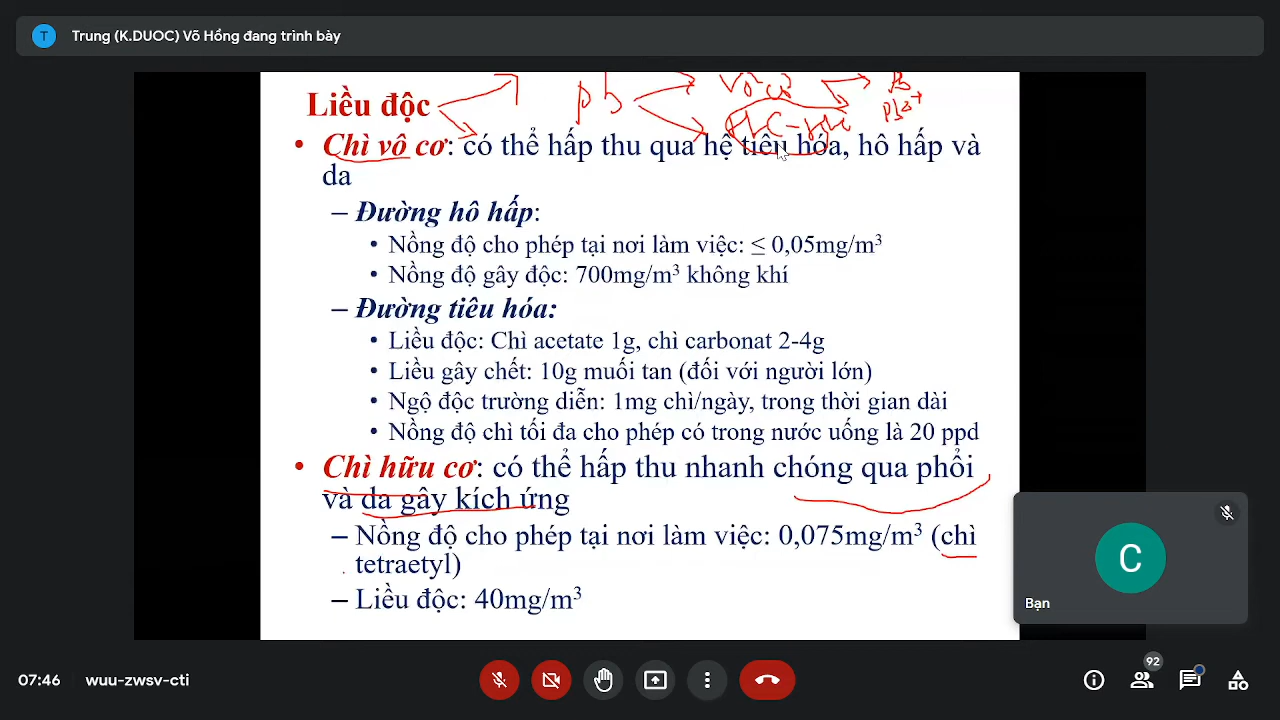 T Trung (K.DUOC) Võ Hồng đang trình bày
Liều độc
pb
Vô cơ
• Chì vô cơ: có thể hấp thu qua hệ tiêu hóa, hô hấp và
da
– Đường hô hấp:
• Nồng độ cho phép tại nơi làm việc: ≤ 0,05mg/m³
• Nồng độ gây độc: 700mg/m³ không khí
– Đường tiêu hóa:
• Liều độc: Chì acetate 1g, chì carbonat 2-4g
• Liều gây chết: 10g muối tan (đối với người lớn)
• Ngộ độc trường diễn: 1mg chì/ngày, trong thời gian dài
• Nồng độ chì tối đa cho phép có trong nước uống là 20 ppd
• Chì hữu cơ: có thể hấp thu nhanh chóng qua phổi
và da gây kích ứng
– Nồng độ cho phép tại nơi làm việc: 0,075mg/m³ (chì
tetraetyl)
– Liều độc: 40mg/m³
C
Bạn
07:46 wuu-zwsv-cti
92